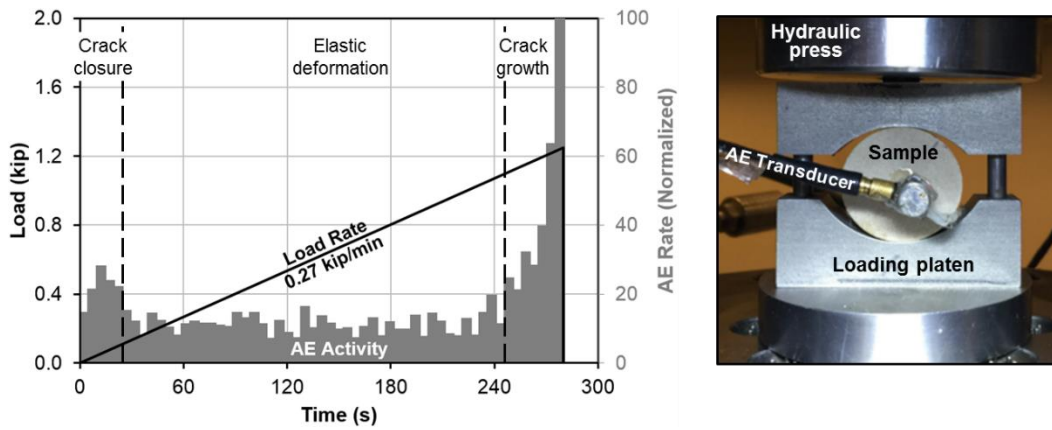 2.0
1.6
1.2
0.8
0.4
0.0
Load (kip)
Crack
closure
Elastic
deformation
Crack
growth
Load Rate
0.27 kip/min
AE Activity
0
60
120
180
240
300
Time (s)
100
80
60
40
20
0
AE Rate (Normalized)
Hydraulic
press
Sample
AE Transducer
Loading platen